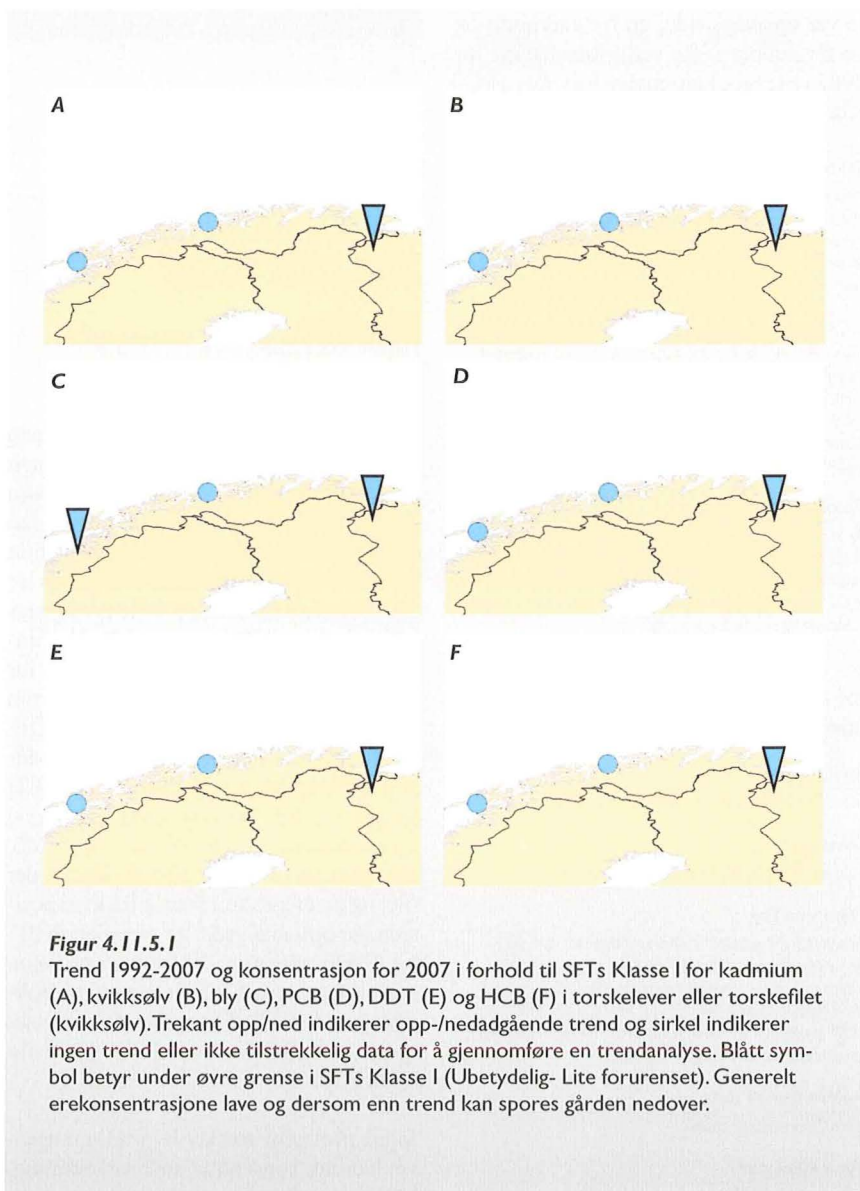 A B
C D
E F
Figur 4.11.5.1
Trend 1992-2007 og konsentrasjon for 2007 i forhold til SFTs Klasse I for kadmium
(A), kvikksølv (B), bly (C), PCB (D), DDT (E) og HCB (F) i torskelever eller torskefilet
(kvikksølv). Trekant opp/ned indikerer opp-/nedadgående trend og sirkel indikerer
ingen trend eller ikke tilstrekkelig data for å gjennomføre en trendanalyse. Blått sym-
bol betyr under øvre grense i SFTs Klasse I (Ubetydelig- Lite forurenset). Generelt
erekonsentrasjone lave og dersom enn trend kan spores gården nedover.